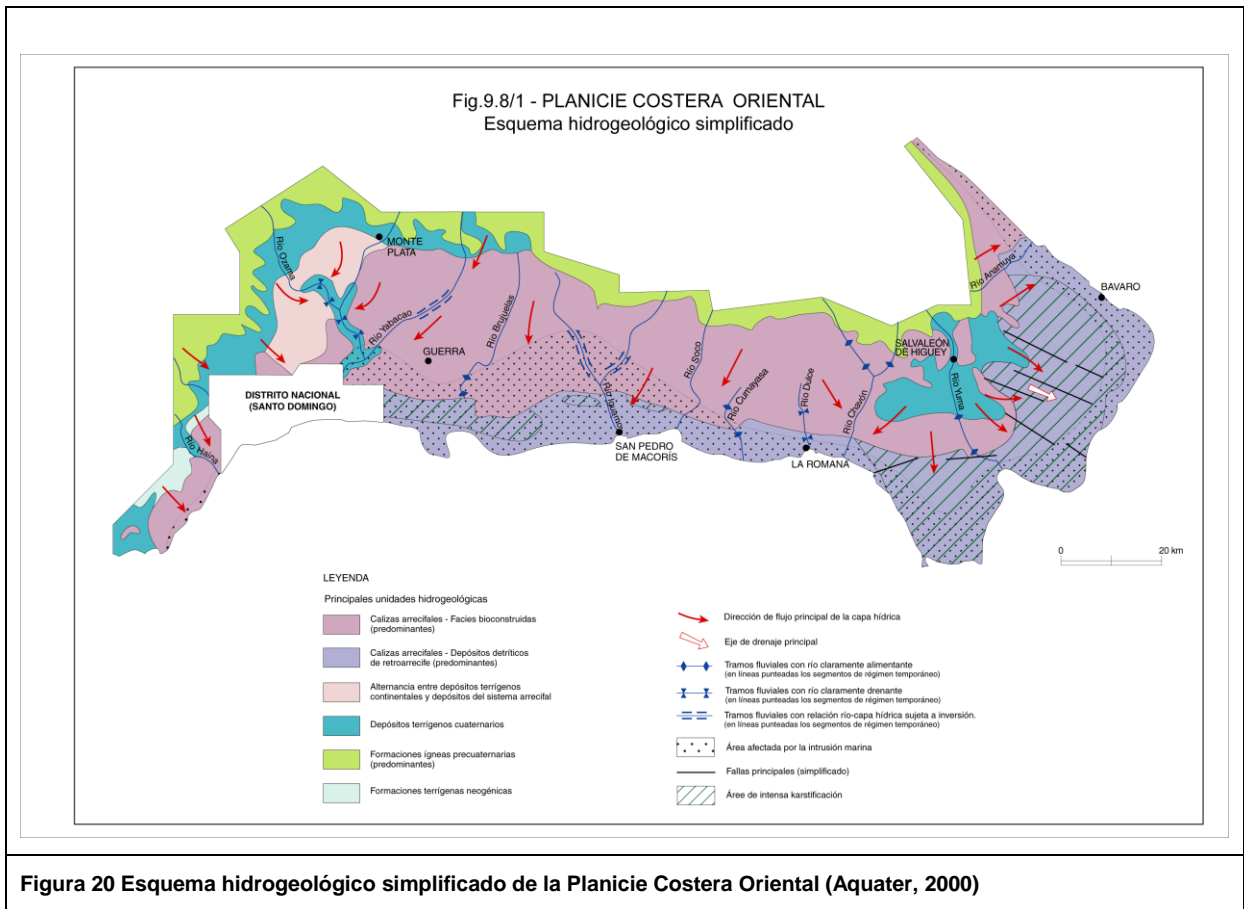 Fig.9.8/1 - PLANICIE COSTERA ORIENTAL
Esquema hidrogeológico simplificado
Río Ozama
MONTE
PLATA
Río Yabacao
Río Brujuelas
GUERRA
DISTRITO NACIONAL
(SANTO DOMINGO)
Río Haina
Río Iguamo
SAN PEDRO
DE MACORÍS
Río Soco
Río Cumayasa
Río Dulce
LA ROMANA
Río Chavón
SALVALEÓN
DE HIGUEY
Río Yuma
Río Anamuya
BAVARO
0
20 km
LEYENDA
Principales unidades hidrogeológicas
Calizas arrecifales - Facies bioconstruidas
(predominantes)
Calizas arrecifales - Depósitos detríticos
de retroarrecife (predominantes)
Alternancia entre depósitos terrígenos
continentales y depósitos del sistema arrecifal
Depósitos terrígenos cuaternarios
Formaciones ígneas precuaternarias
(predominantes)
Formaciones terrígenas neogénicas
Dirección de flujo principal de la capa hídrica
Eje de drenaje principal
Tramos fluviales con río claramente alimentante
(en líneas punteadas los segmentos de régimen temporáneo)
Tramos fluviales con río claramente drenante
(en líneas punteadas los segmentos de régimen temporáneo)
Tramos fluviales con relación río-capa hídrica sujeta a inversión.
(en líneas punteadas los segmentos de régimen temporáneo)
Área afectada por la intrusión marina
Fallas principales (simplificado)
Área de intensa karstificación
Figura 20 Esquema hidrogeológico simplificado de la Planicie Costera Oriental (Aquater, 2000)